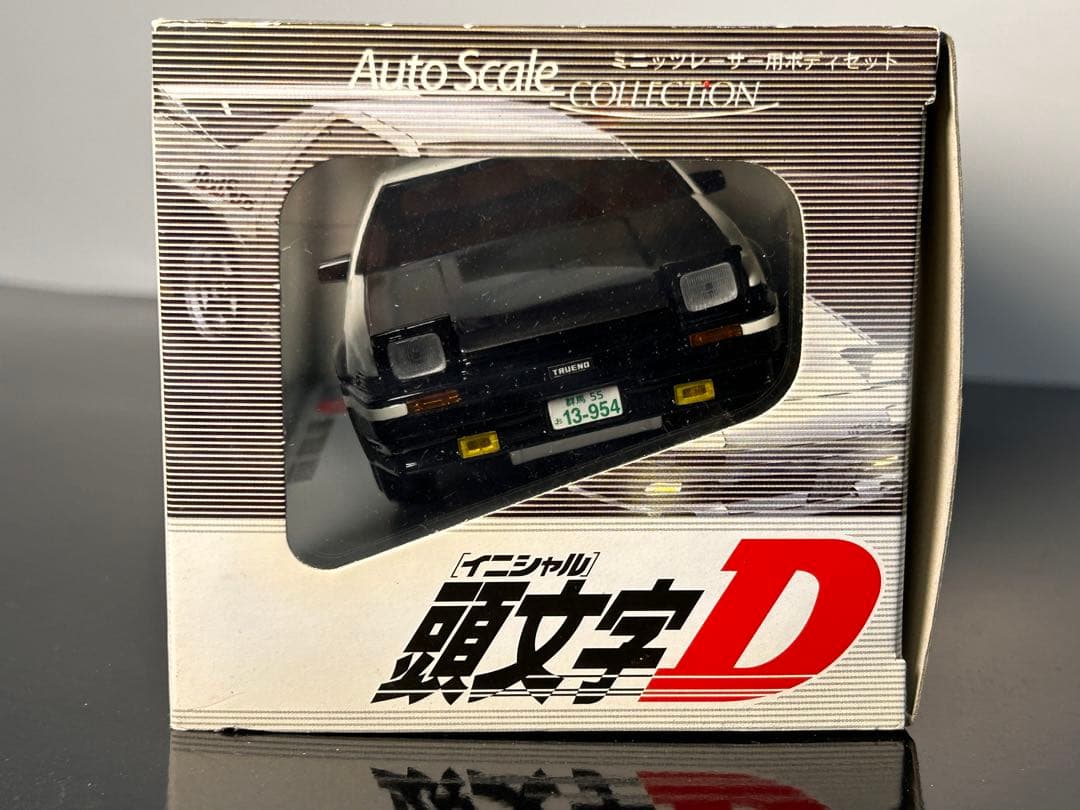 Auto Scale
COLLECTION
ミニッツレーサー用ボディセット
TRUENO
群馬 55
お 13-954
[イニシャル]
頭文字D